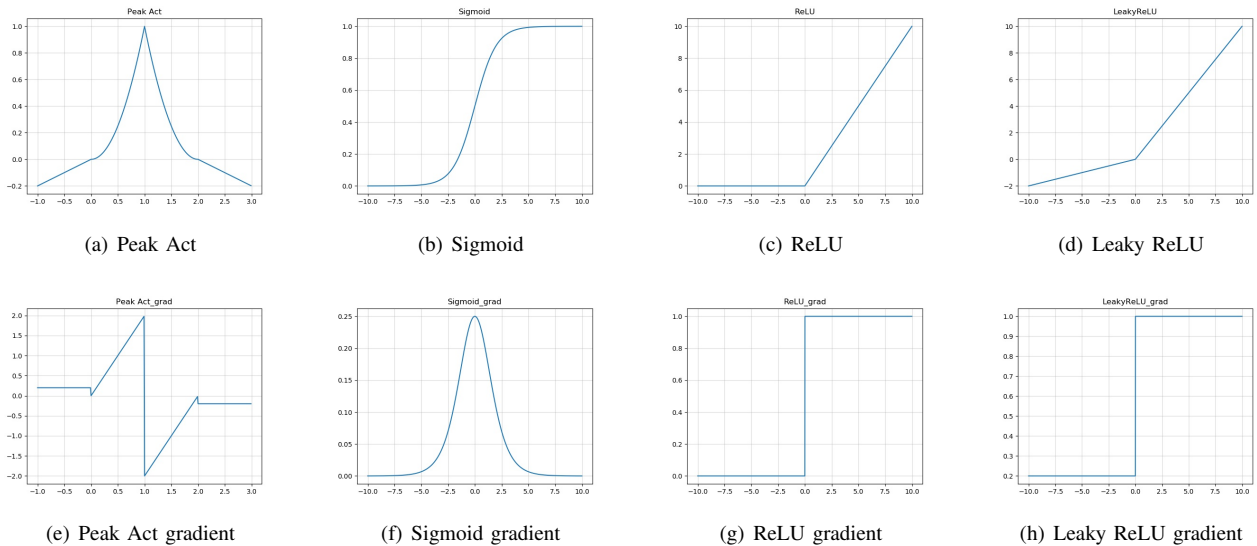 Peak Act
1.0
0.8
0.6
0.4
0.2
0.0
−0.2
−1.0 −0.5 0.0 0.5 1.0 1.5 2.0 2.5 3.0
(a) Peak Act
Sigmoid
1.0
0.8
0.6
0.4
0.2
0.0
−10.0 −7.5 −5.0 −2.5 0.0 2.5 5.0 7.5 10.0
(b) Sigmoid
ReLU
10
8
6
4
2
0
−10.0 −7.5 −5.0 −2.5 0.0 2.5 5.0 7.5 10.0
(c) ReLU
LeakyReLU
10
8
6
4
2
0
−2
−10.0 −7.5 −5.0 −2.5 0.0 2.5 5.0 7.5 10.0
(d) Leaky ReLU
Peak Act_grad
2.0
1.5
1.0
0.5
0.0
−0.5
−1.0
−1.5
−2.0
−1.0 −0.5 0.0 0.5 1.0 1.5 2.0 2.5 3.0
(e) Peak Act gradient
Sigmoid_grad
0.25
0.20
0.15
0.10
0.05
0.00
−10.0 −7.5 −5.0 −2.5 0.0 2.5 5.0 7.5 10.0
(f) Sigmoid gradient
ReLU_grad
1.0
0.8
0.6
0.4
0.2
0.0
−10.0 −7.5 −5.0 −2.5 0.0 2.5 5.0 7.5 10.0
(g) ReLU gradient
LeakyReLU_grad
1.0
0.9
0.8
0.7
0.6
0.5
0.4
0.3
0.2
−10.0 −7.5 −5.0 −2.5 0.0 2.5 5.0 7.5 10.0
(h) Leaky ReLU gradient